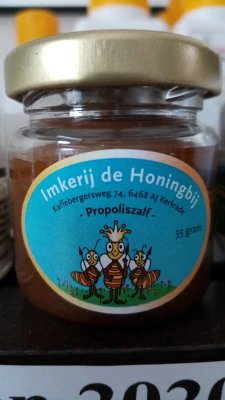 Imkerij de Honingbij
Kaffebergersweg 74, 6468 AJ Kerkrade
- Propoliszalf -
35 gram